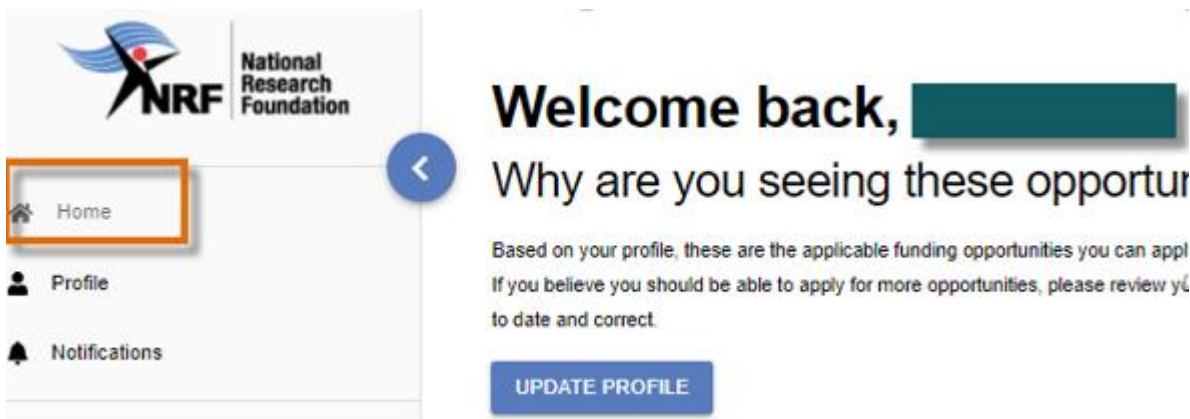 NRF
National
Research
Foundation
Home
Profile
Notifications
Welcome back,
Why are you seeing these
Based on your profile, these are the applicable funding opportunities you can
If you believe you should be able to apply for more opportunities, please review
to date and correct.
UPDATE PROFILE